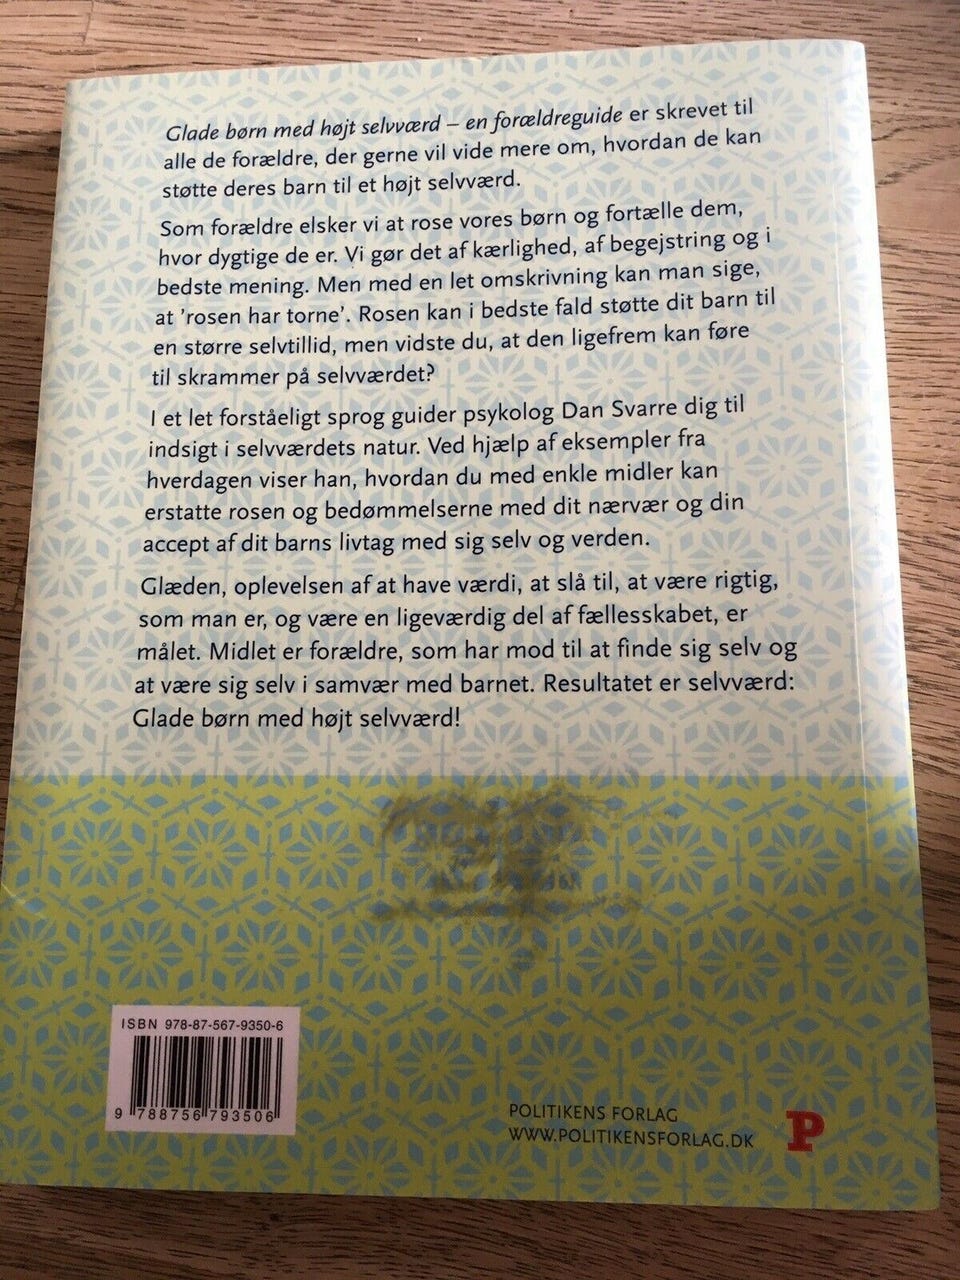 Glade børn med højt selvværd – en forældreguide er skrevet til
alle de forældre, der gerne vil vide mere om, hvordan de kan
støtte deres barn til et højt selvværd.
Som forældre elsker vi at rose vores børn og fortælle dem,
hvor dygtige de er. Vi gør det af kærlighed, af begejstring og i
bedste mening. Men med en let omskrivning kan man sige,
at ’rosen har torne’. Rosen kan i bedste fald støtte dit barn til
en større selvtillid, men vidste du, at den ligefrem kan føre
til skrammer på selvværdet?
I et let forståeligt sprog guider psykolog Dan Svarre dig til
indsigt i selvværdets natur. Ved hjælp af eksempler fra
hverdagen viser han, hvordan du med enkle midler kan
erstatte rosen og bedømmelserne med dit nærvær og din
accept af dit barns livtag med sig selv og verden.
Glæden, oplevelsen af at have værdi, at slå til, at være rigtig,
som man er, og være en ligeværdig del af fællesskabet, er
målet. Midlet er forældre, som har mod til at finde sig selv og
at være sig selv i samvær med barnet. Resultatet er selvværd:
Glade børn med højt selvværd!
ISBN 978-87-567-9350-6
9 788756 793506
POLITIKENS FORLAG
WWW.POLITIKENSFORLAG.DK
P